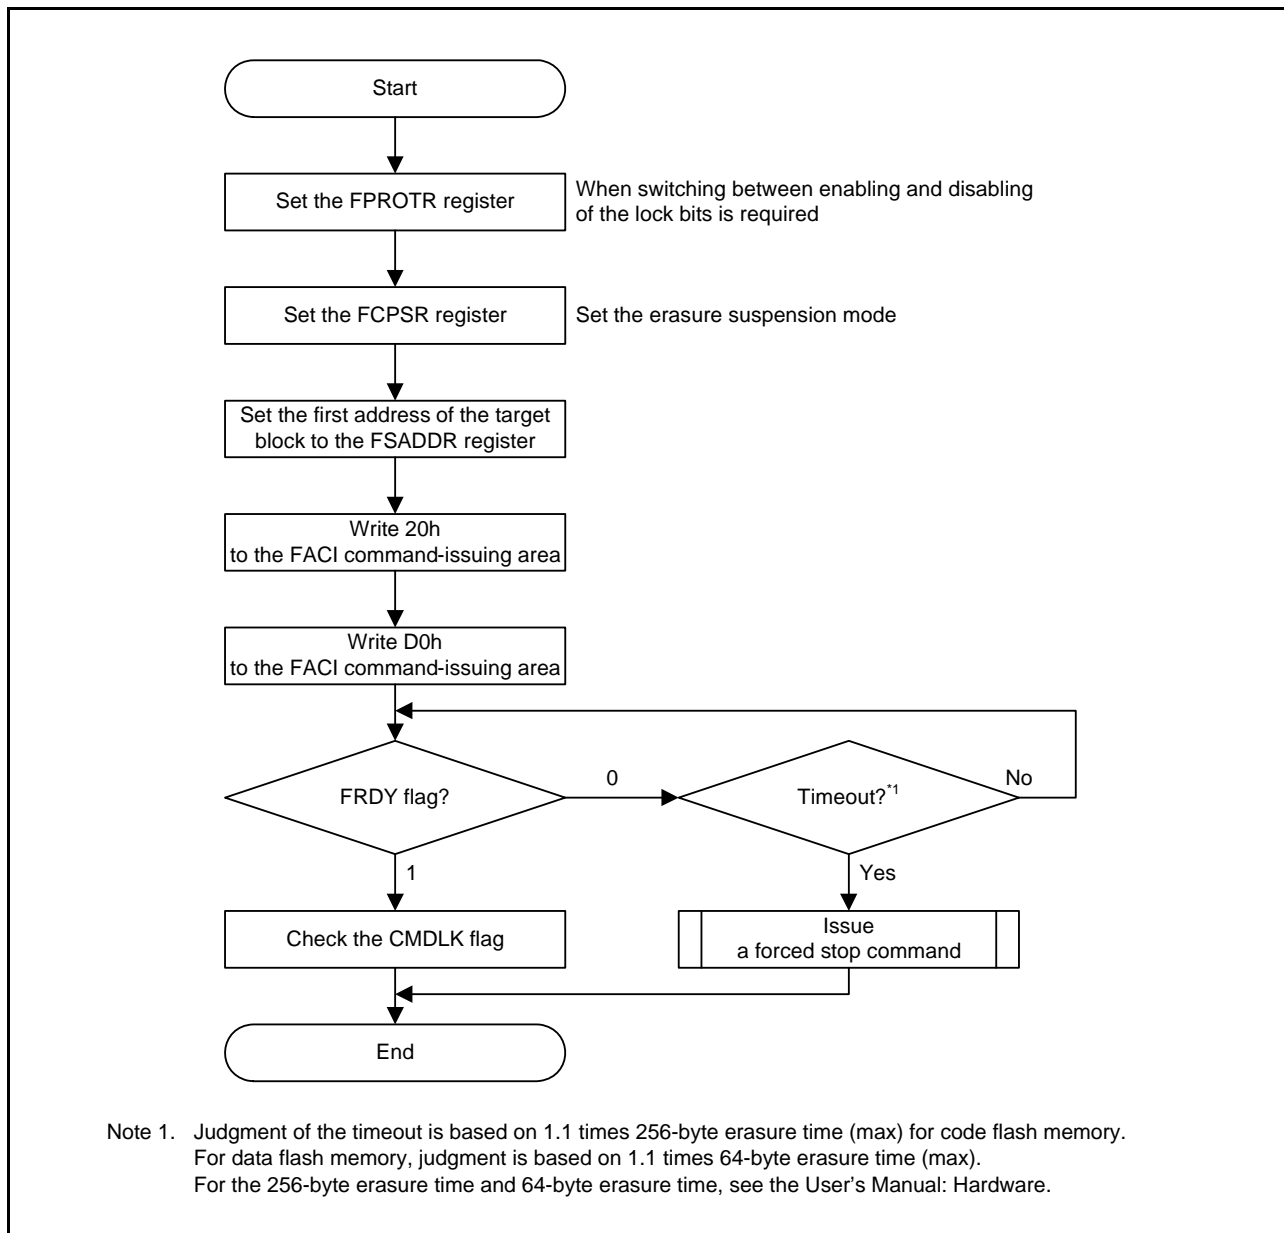 Start
Set the FPROTR register
When switching between enabling and disabling
of the lock bits is required
Set the FCPSR register
Set the erasure suspension mode
Set the first address of the target
block to the FSADDR register
Write 20h
to the FACI command-issuing area
Write D0h
to the FACI command-issuing area
FRDY flag?
0
Timeout?*1
No
1
Yes
Check the CMDLK flag
Issue
a forced stop command
End
Note 1. Judgment of the timeout is based on 1.1 times 256-byte erasure time (max) for code flash memory.
For data flash memory, judgment is based on 1.1 times 64-byte erasure time (max).
For the 256-byte erasure time and 64-byte erasure time, see the User's Manual: Hardware.